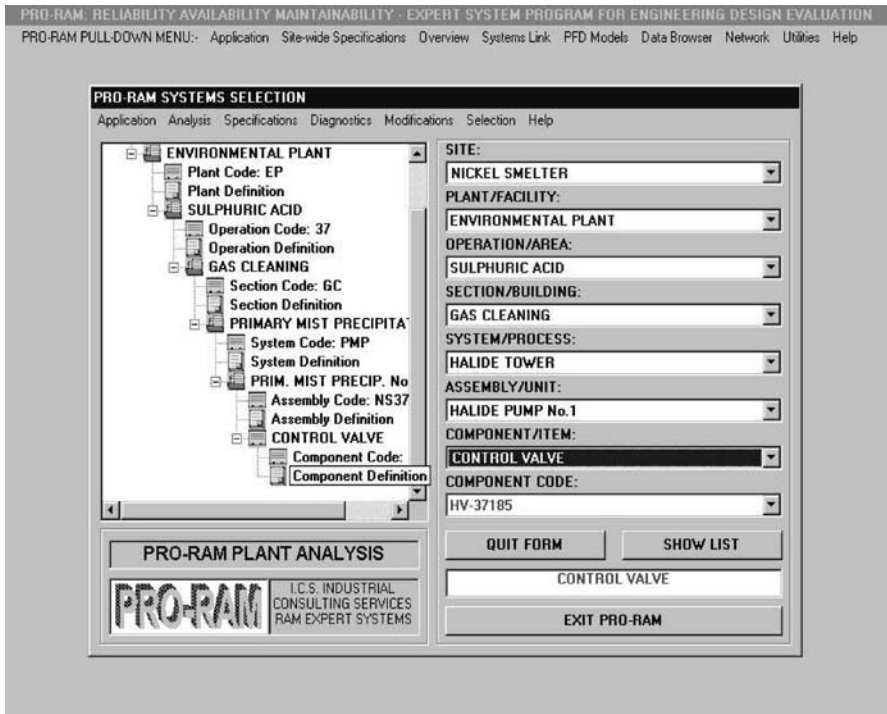 PRO-RAM: RELIABILITY AVAILABILITY MAINTAINABILITY - EXPERT SYSTEM PROGRAM FOR ENGINEERING DESIGN EVALUATION
PRO-RAM PULL-DOWN MENU:- Application Site-wide Specifications Overview Systems Link PFD Models Data Browser Network Utilities Help
PRO-RAM SYSTEMS SELECTION
Application Analysis Specifications Diagnostics Modifications Selection Help
ENVIRONMENTAL PLANT
Plant Code: EP
Plant Definition
SULPHURIC ACID
Operation Code: 37
Operation Definition
GAS CLEANING
Section Code: GC
Section Definition
PRIMARY MIST PRECIPITA
System Code: PMP
System Definition
PRIM. MIST PRECIP. No
Assembly Code: NS37
Assembly Definition
CONTROL VALVE
Component Code:
Component Definition
SITE:
NICKEL SMELTER
PLANT/FACILITY:
ENVIRONMENTAL PLANT
OPERATION/AREA:
SULPHURIC ACID
SECTION/BUILDING:
GAS CLEANING
SYSTEM/PROCESS:
HALIDE TOWER
ASSEMBLY/UNIT:
HALIDE PUMP No.1
COMPONENT/ITEM:
CONTROL VALVE
COMPONENT CODE:
HV-37185
PRO-RAM PLANT ANALYSIS
PRO-RAM
I.C.S. INDUSTRIAL
CONSULTING SERVICES
RAM EXPERT SYSTEMS
QUIT FORM SHOW LIST
CONTROL VALVE
EXIT PRO-RAM